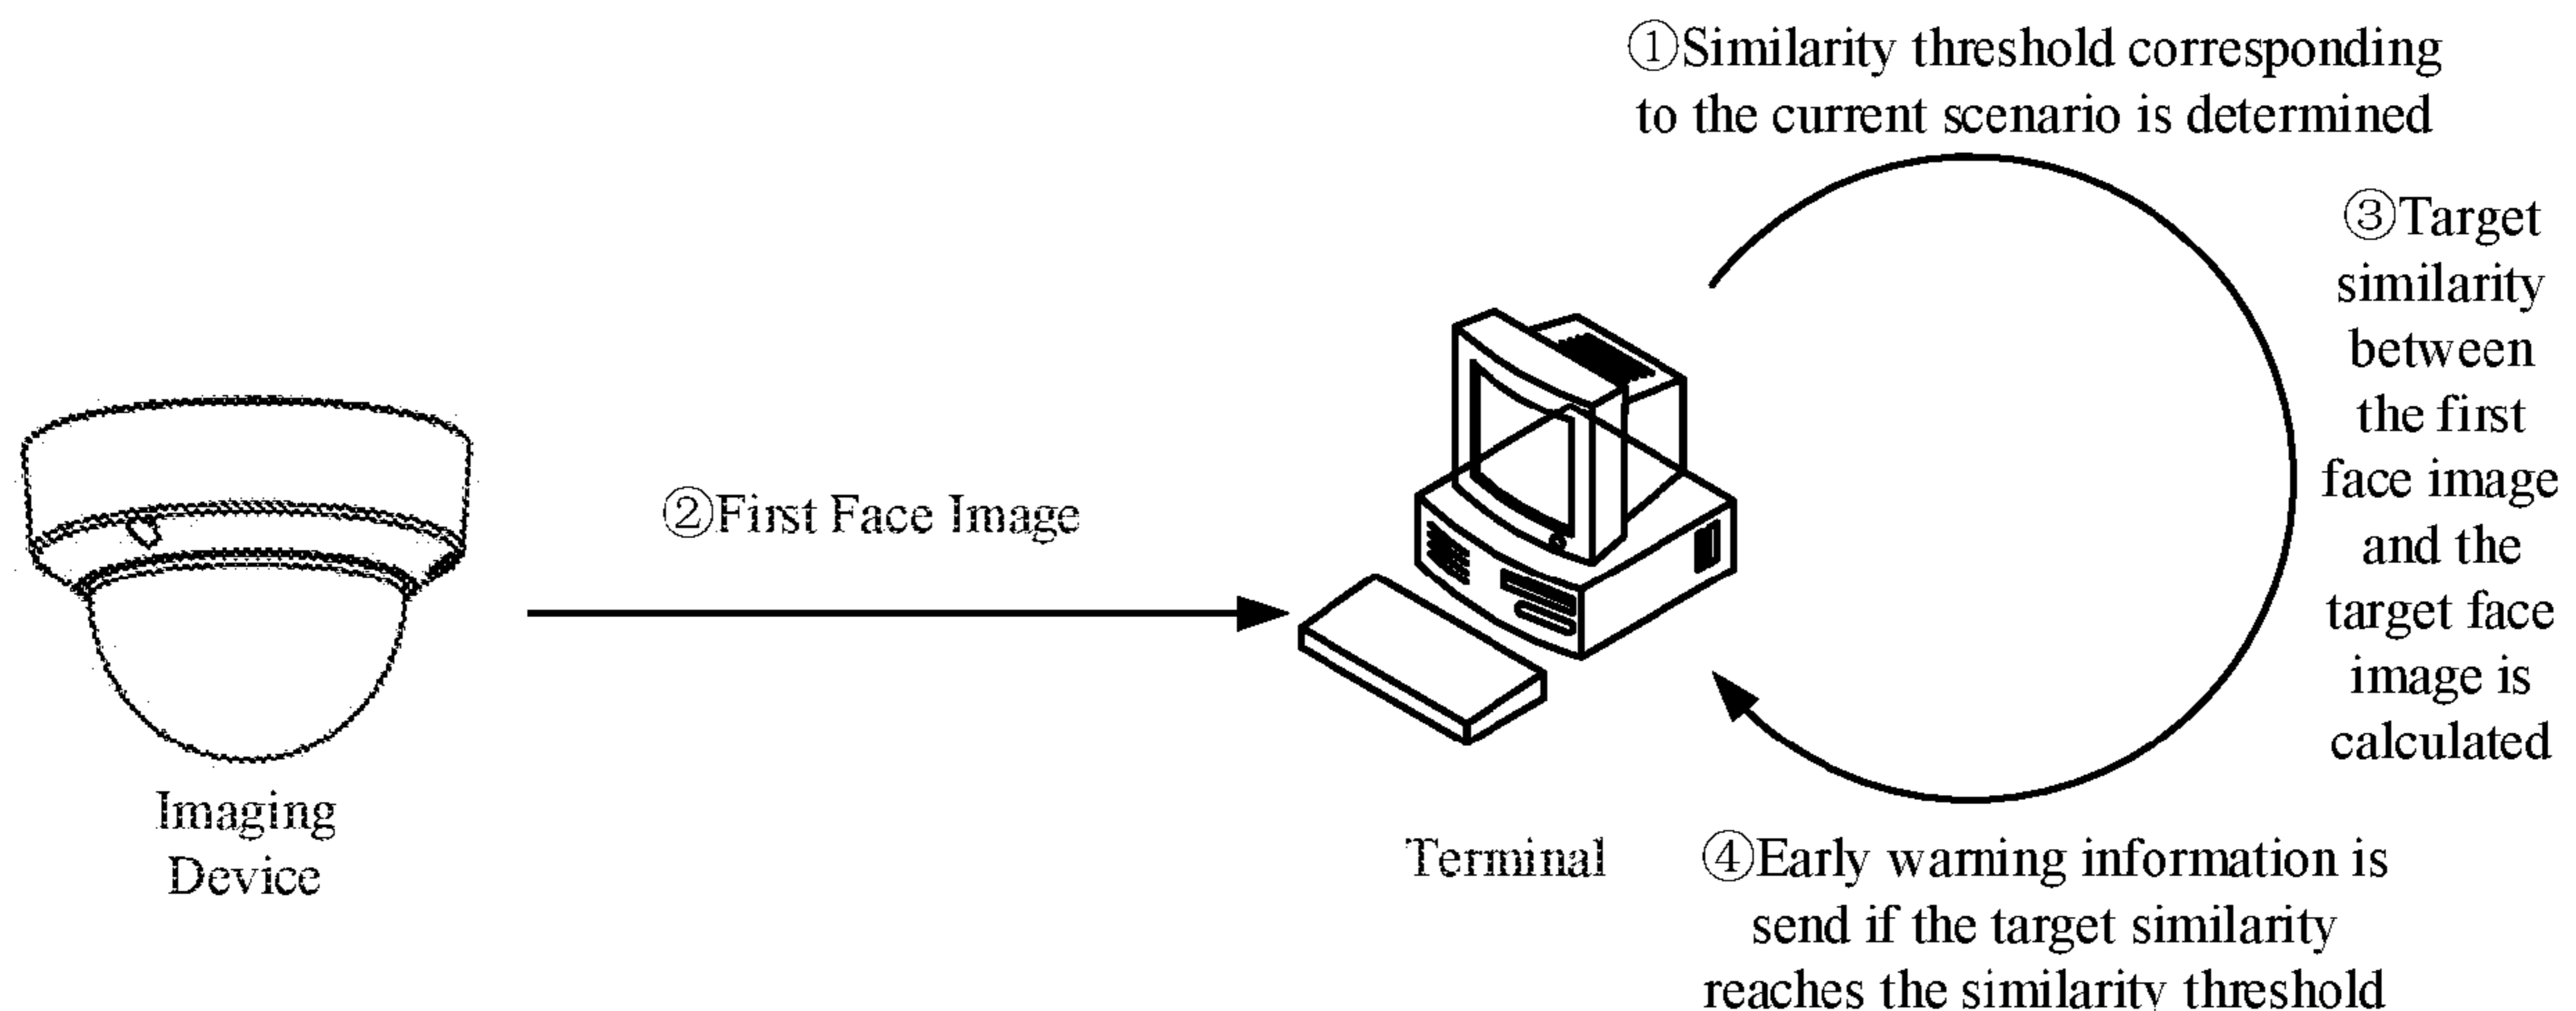 ①Similarity threshold corresponding
to the current scenario is determined
③Target
similarity
between
the first
face image
and the
target face
image is
calculated
②First Face Image
Imaging
Device
Terminal
④Early warning information is
send if the target similarity
reaches the similarity threshold